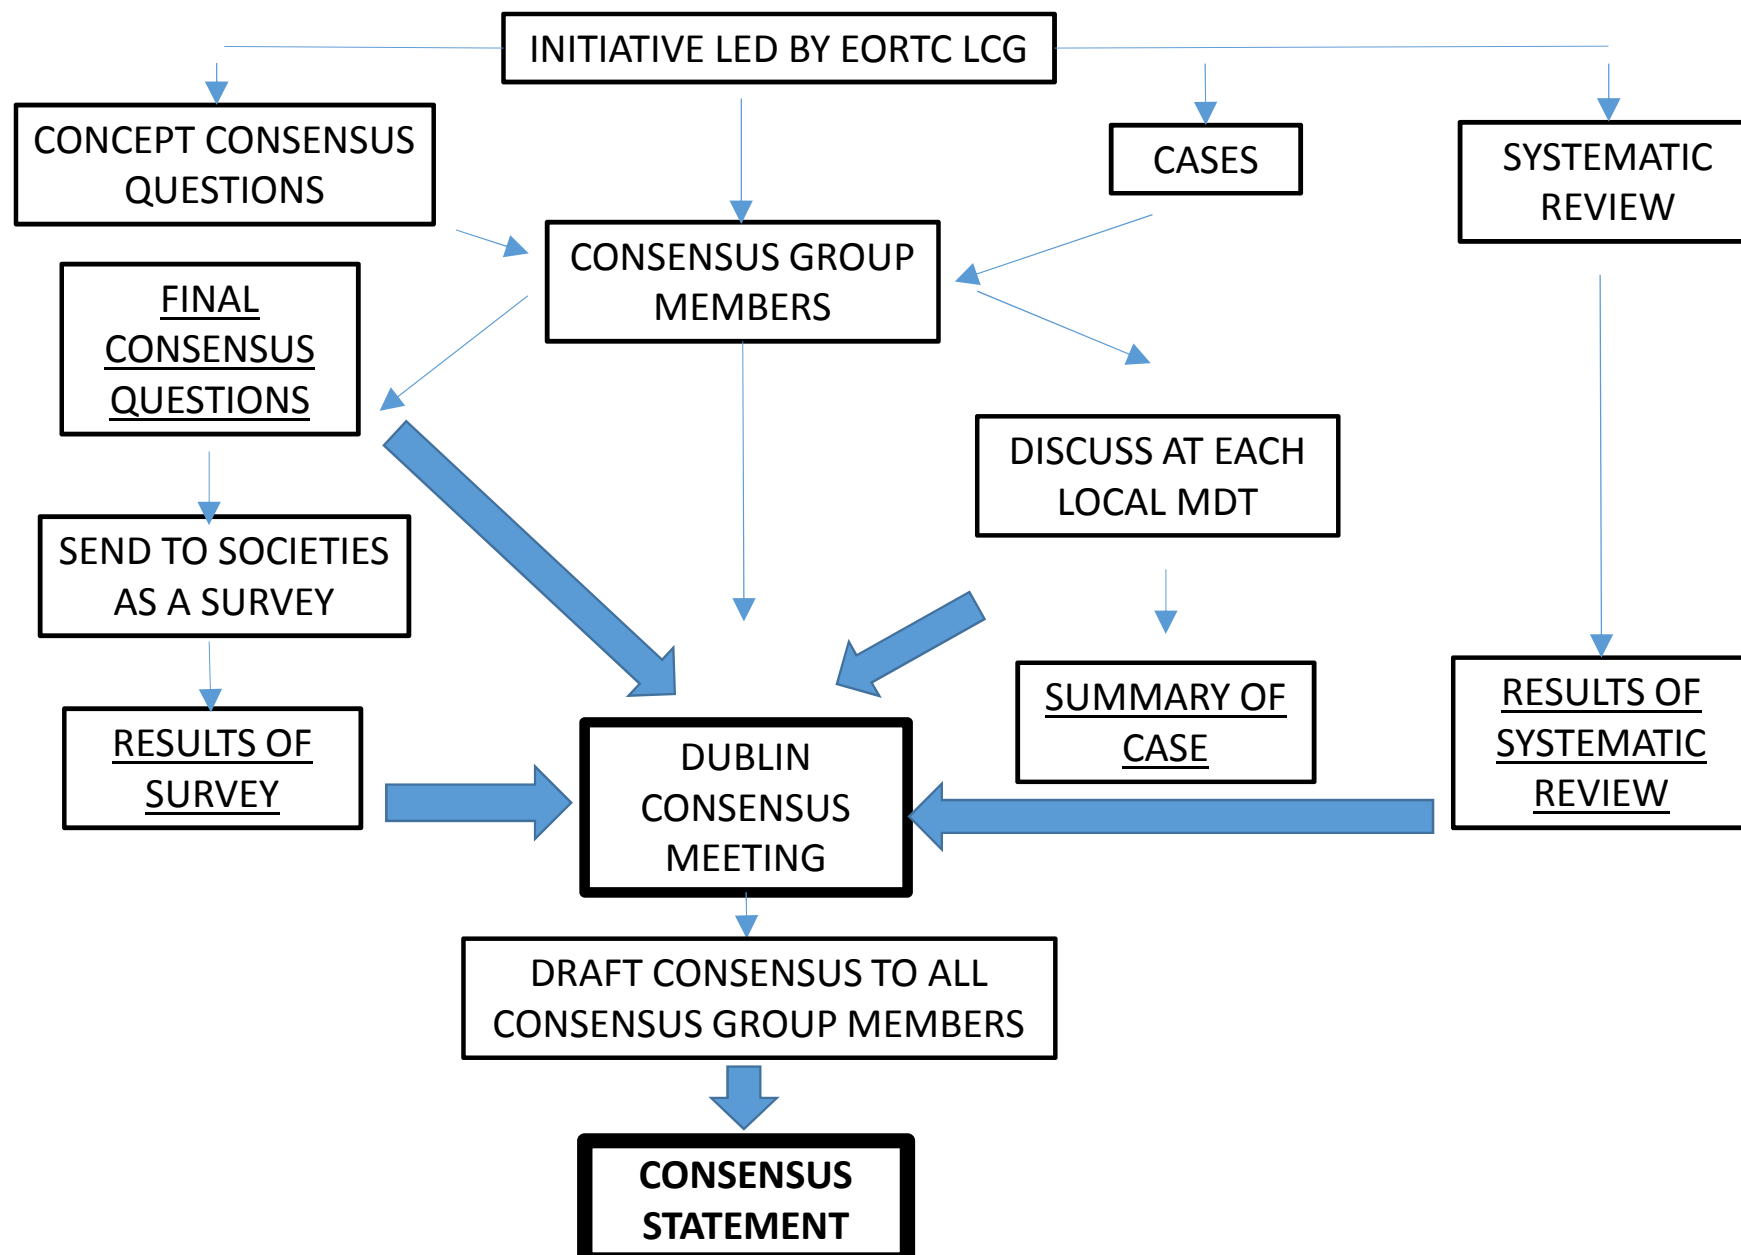 INITIATIVE LED BY EORTC LCG
CONCEPT CONSENSUS
QUESTIONS
CASES
SYSTEMATIC
REVIEW
CONSENSUS GROUP
MEMBERS
FINAL
CONSENSUS
QUESTIONS
DISCUSS AT EACH
LOCAL MDT
SEND TO SOCIETIES
AS A SURVEY
SUMMARY OF
CASE
RESULTS OF
SYSTEMATIC
REVIEW
RESULTS OF
SURVEY
DUBLIN
CONSENSUS
MEETING
DRAFT CONSENSUS TO ALL
CONSENSUS GROUP MEMBERS
CONSENSUS
STATEMENT